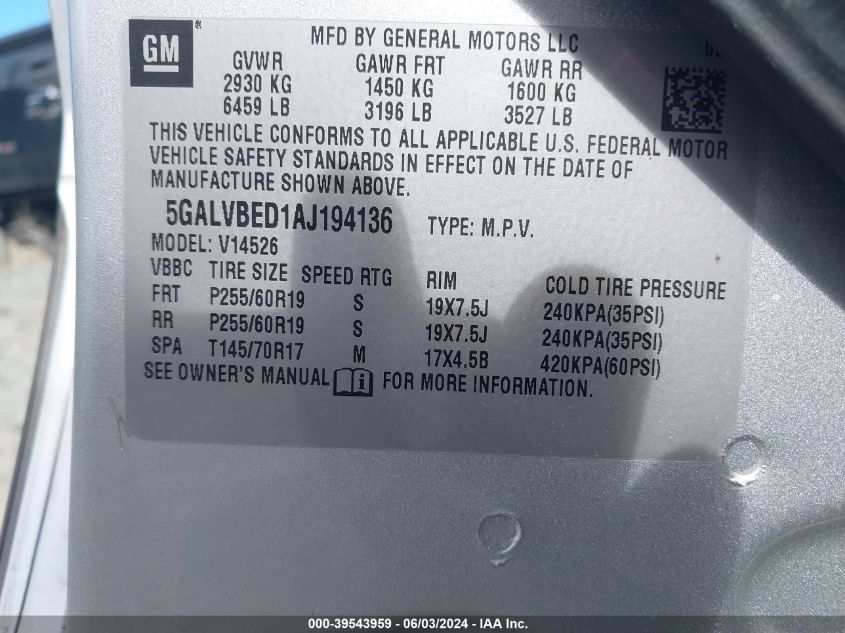 GM®
MFD BY GENERAL MOTORS LLC
GVWR GAWR FRT GAWR RR
2930 KG 1450 KG 1600 KG
6459 LB 3196 LB 3527 LB
THIS VEHICLE CONFORMS TO ALL APPLICABLE U.S. FEDERAL MOTOR
VEHICLE SAFETY STANDARDS IN EFFECT ON THE DATE OF
MANUFACTURE SHOWN ABOVE.
5GALVBED1AJ194136 TYPE: M.P.V.
MODEL: V14526
VBBC TIRE SIZE SPEED RTG RIM COLD TIRE PRESSURE
FRT P255/60R19 S 19X7.5J 240KPA(35PSI)
RR P255/60R19 S 19X7.5J 240KPA(35PSI)
SPA T145/70R17 M 17X4.5B 420KPA(60PSI)
SEE OWNER'S MANUAL i FOR MORE INFORMATION.
000-39543959 - 06/03/2024 - IAA Inc.